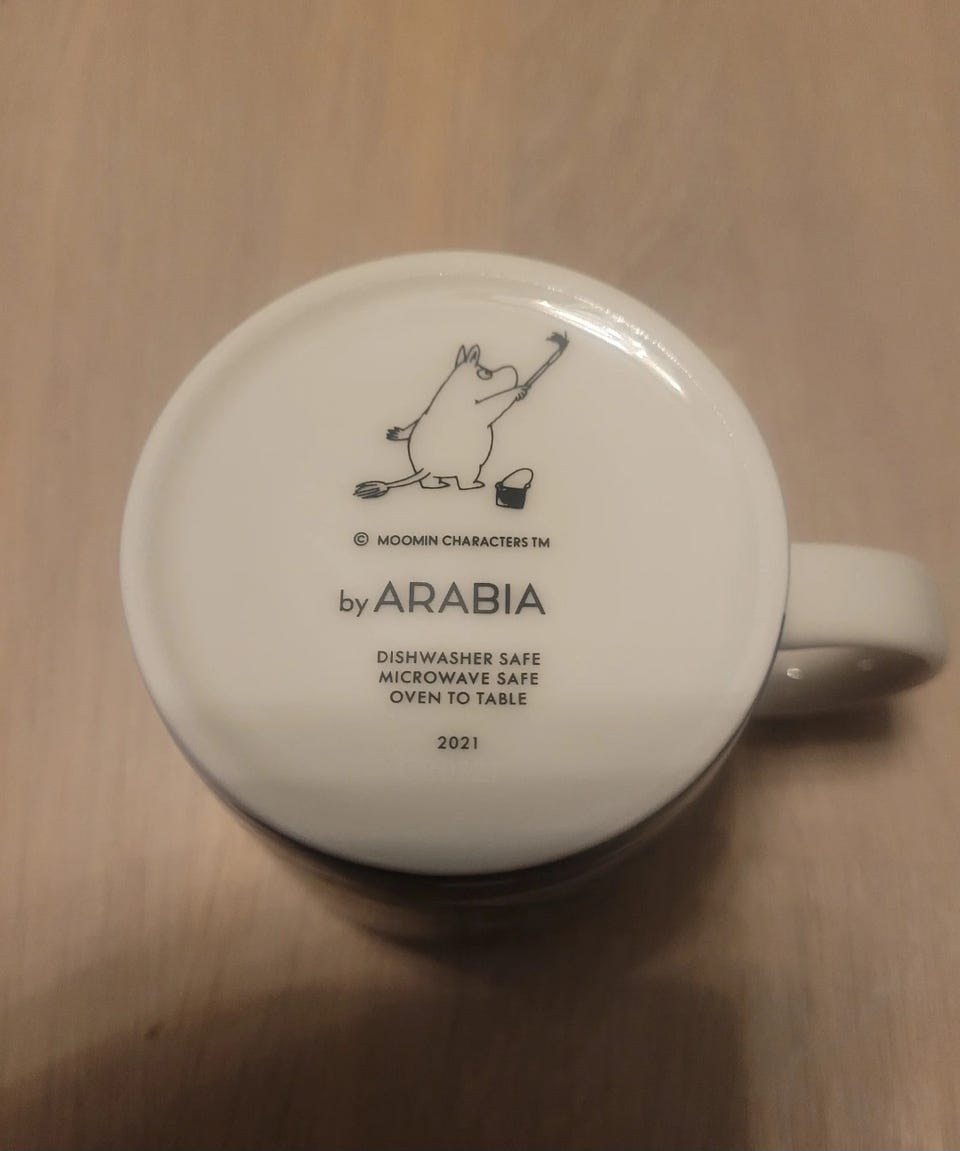 © MOOMIN CHARACTERS TM
by ARABIA
DISHWASHER SAFE
MICROWAVE SAFE
OVEN TO TABLE
2021